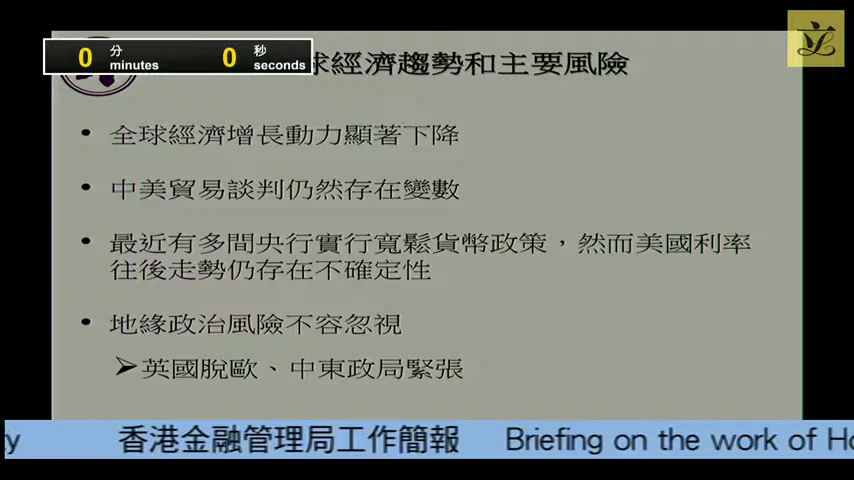 0 分 minutes 0 秒 seconds
球經濟趨勢和主要風險
• 全球經濟增長動力顯著下降
• 中美貿易談判仍然存在變數
• 最近有多間央行實行寬鬆貨幣政策，然而美國利率
往後走勢仍存在不確定性
• 地緣政治風險不容忽視
➢英國脫歐、中東政局緊張
y 香港金融管理局工作簡報 Briefing on the work of Ho